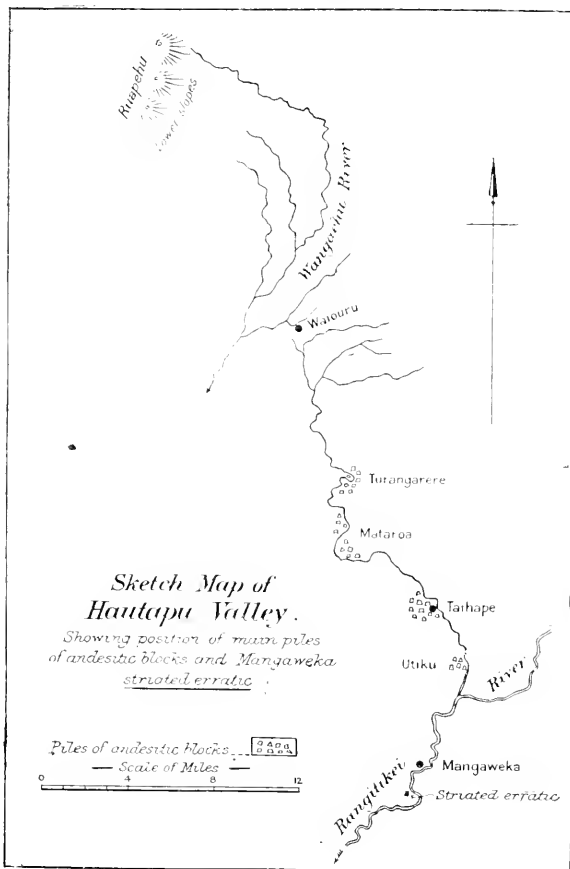 Ruapehu
Lower slopes
Wangaehu River
Waiouru
Turangarere
Mataroa
Sketch Map of
Hautapu Valley.
Showing position of main piles
of andesitic blocks and Mangaweka
striated erratic
Taihape
Utiku
River
Piles of andesitic blocks
Scale of Miles
0 4 8 12
Mangaweka
Rangitikei
Striated erratic